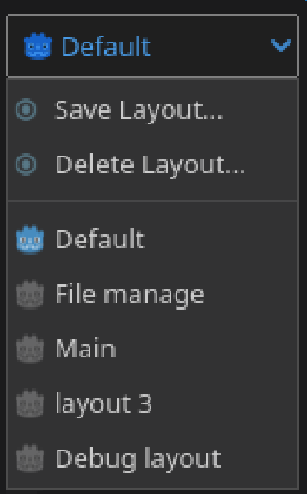 Default
Save Layout...
Delete Layout...
Default
File manage
Main
layout 3
Debug layout